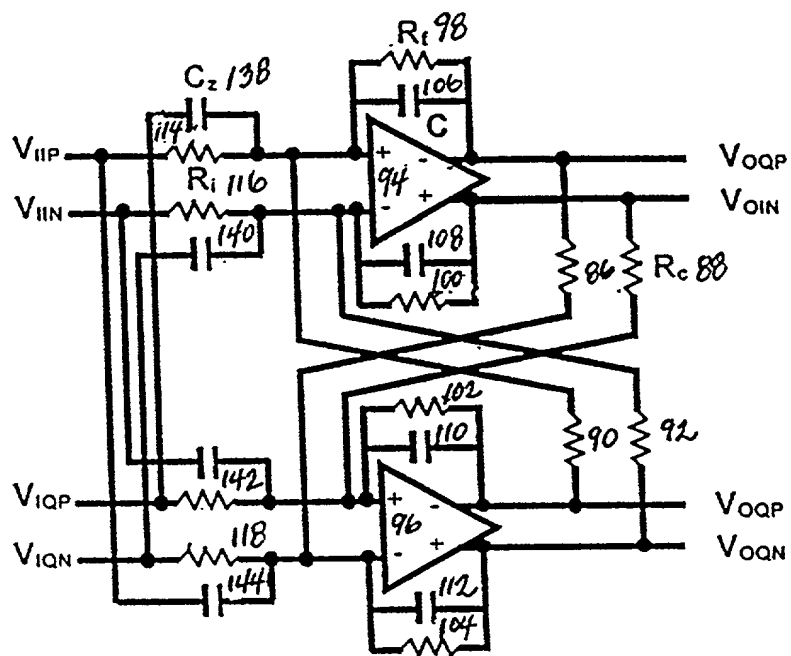 Rf 98
Cz 138
106
C
114
VIIP
+
-
VOQP
94
Ri 116
VIIN
-
+
VOIN
140
108
100
86
Rc 88
102
110
90
92
142
VIQP
+
-
VOQP
96
118
VIQN
-
+
VOQN
144
112
104